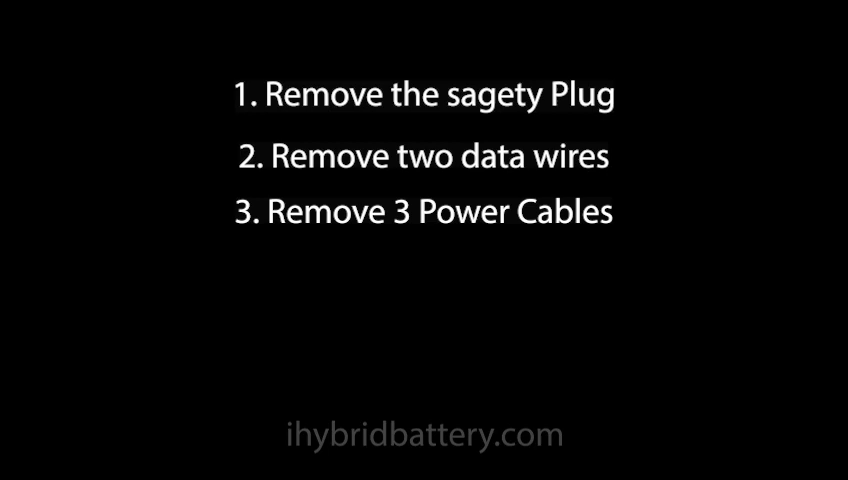 1. Remove the sagety Plug
2. Remove two data wires
3. Remove 3 Power Cables
ihybridbattery.com